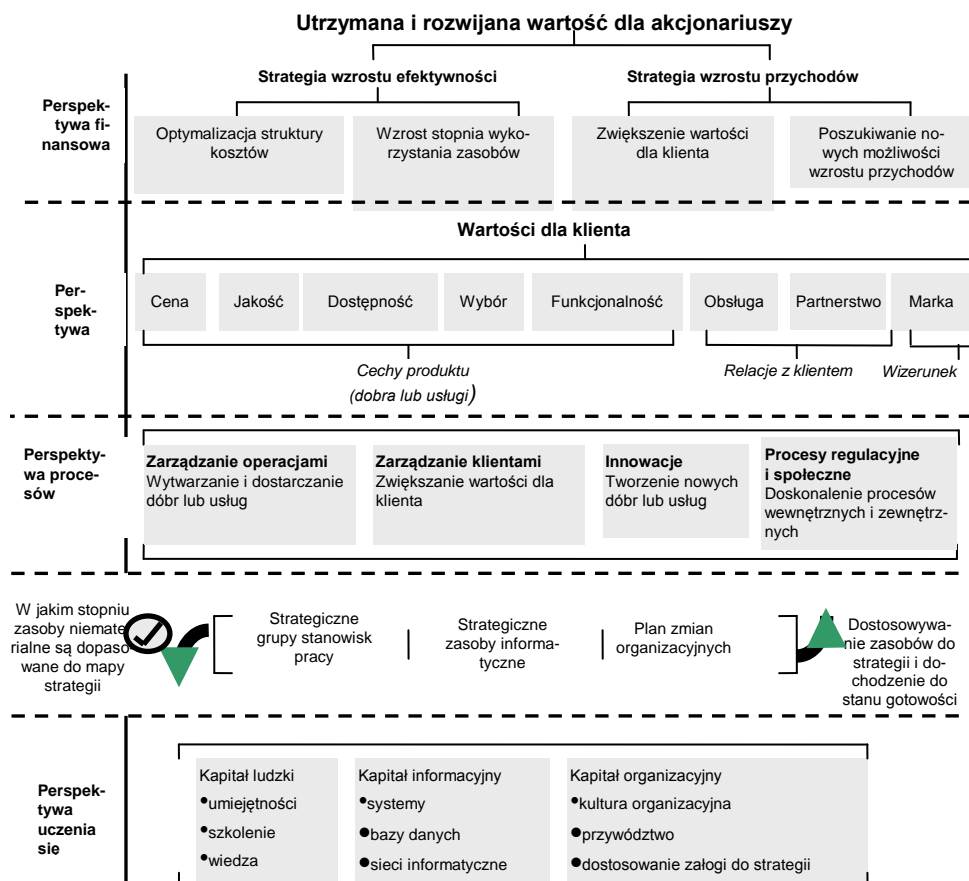 Utrzymana i rozwijana wartość dla akcjonariuszy
Strategia wzrostu efektywności
Strategia wzrostu przychodów
Perspek-
tywa fi-
nansowa
Optymalizacja struktury
kosztów
Wzrost stopnia wyko-
rzystania zasobów
Zwiększenie wartości
dla klienta
Poszukiwanie no-
wych możliwości
wzrostu przychodów
Wartości dla klienta
Per-
spek-
tywa
Cena
Jakość
Dostępność
Wybór
Funkcjonalność
Obsługa
Partnerstwo
Marka
Cechy produktu
(dobra lub usługi)
Relacje z klientem
Wizerunek
Perspekty-
wa proce-
sów
Zarządzanie operacjami
Wytwarzanie i dostarczanie
dóbr lub usług
Zarządzanie klientami
Zwiększanie wartości dla
klienta
Innowacje
Tworzenie nowych
dóbr lub usług
Procesy regulacyjne
i społeczne
Doskonalenie procesów
wewnętrznych i zewnętrz-
nych
W jakim stopniu
zasoby niemate
rialne są dopaso
wane do mapy
strategii
Strategiczne
grupy stanowisk
pracy
Strategiczne
zasoby informa-
tyczne
Plan zmian
organizacyjnych
Dostosowywa-
nie zasobów do
strategii i do-
chodzenie do
stanu gotowości
Perspek-
tywa
uczenia
się
Kapitał ludzki
•umiejętności
•szkolenie
•wiedza
Kapitał informacyjny
•systemy
•bazy danych
•sieci informatyczne
Kapitał organizacyjny
•kultura organizacyjna
•przywództwo
•dostosowanie załogi do strategii